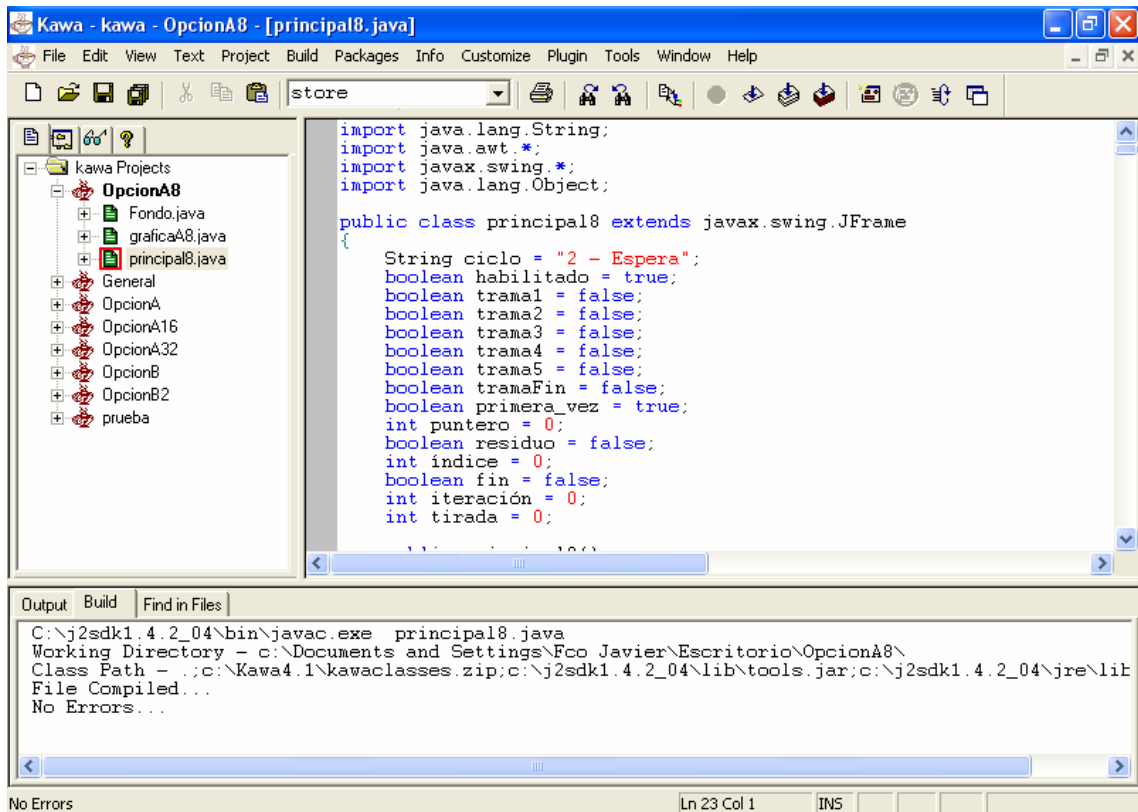 Kawa - kawa - OpcionA8 - [principal8.java]
File Edit View Text Project Build Packages Info Customize Plugin Tools Window Help
store
kawa Projects
OpcionA8
Fondo.java
graficaA8.java
principal8.java
General
OpcionA
OpcionA16
OpcionA32
OpcionB
OpcionB2
prueba
import java.lang.String;
import java.awt.*;
import javax.swing.*;
import java.lang.Object;
public class principal8 extends javax.swing.JFrame
{
String ciclo = "2 – Espera";
boolean habilitado = true;
boolean trama1 = false;
boolean trama2 = false;
boolean trama3 = false;
boolean trama4 = false;
boolean trama5 = false;
boolean tramaFin = false;
boolean primera_vez = true;
int puntero = 0;
boolean residuo = false;
int índice = 0;
boolean fin = false;
int iteración = 0;
int tirada = 0;
Output Build Find in Files
C:\j2sdk1.4.2_04\bin\javac.exe principal8.java
Working Directory – c:\Documents and Settings\Fco Javier\Escritorio\OpcionA8\
Class Path – .;c:\Kawa4.1\kawaclasses.zip;c:\j2sdk1.4.2_04\lib\tools.jar;c:\j2sdk1.4.2_04\jre\lib
File Compiled...
No Errors...
No Errors Ln 23 Col 1 INS